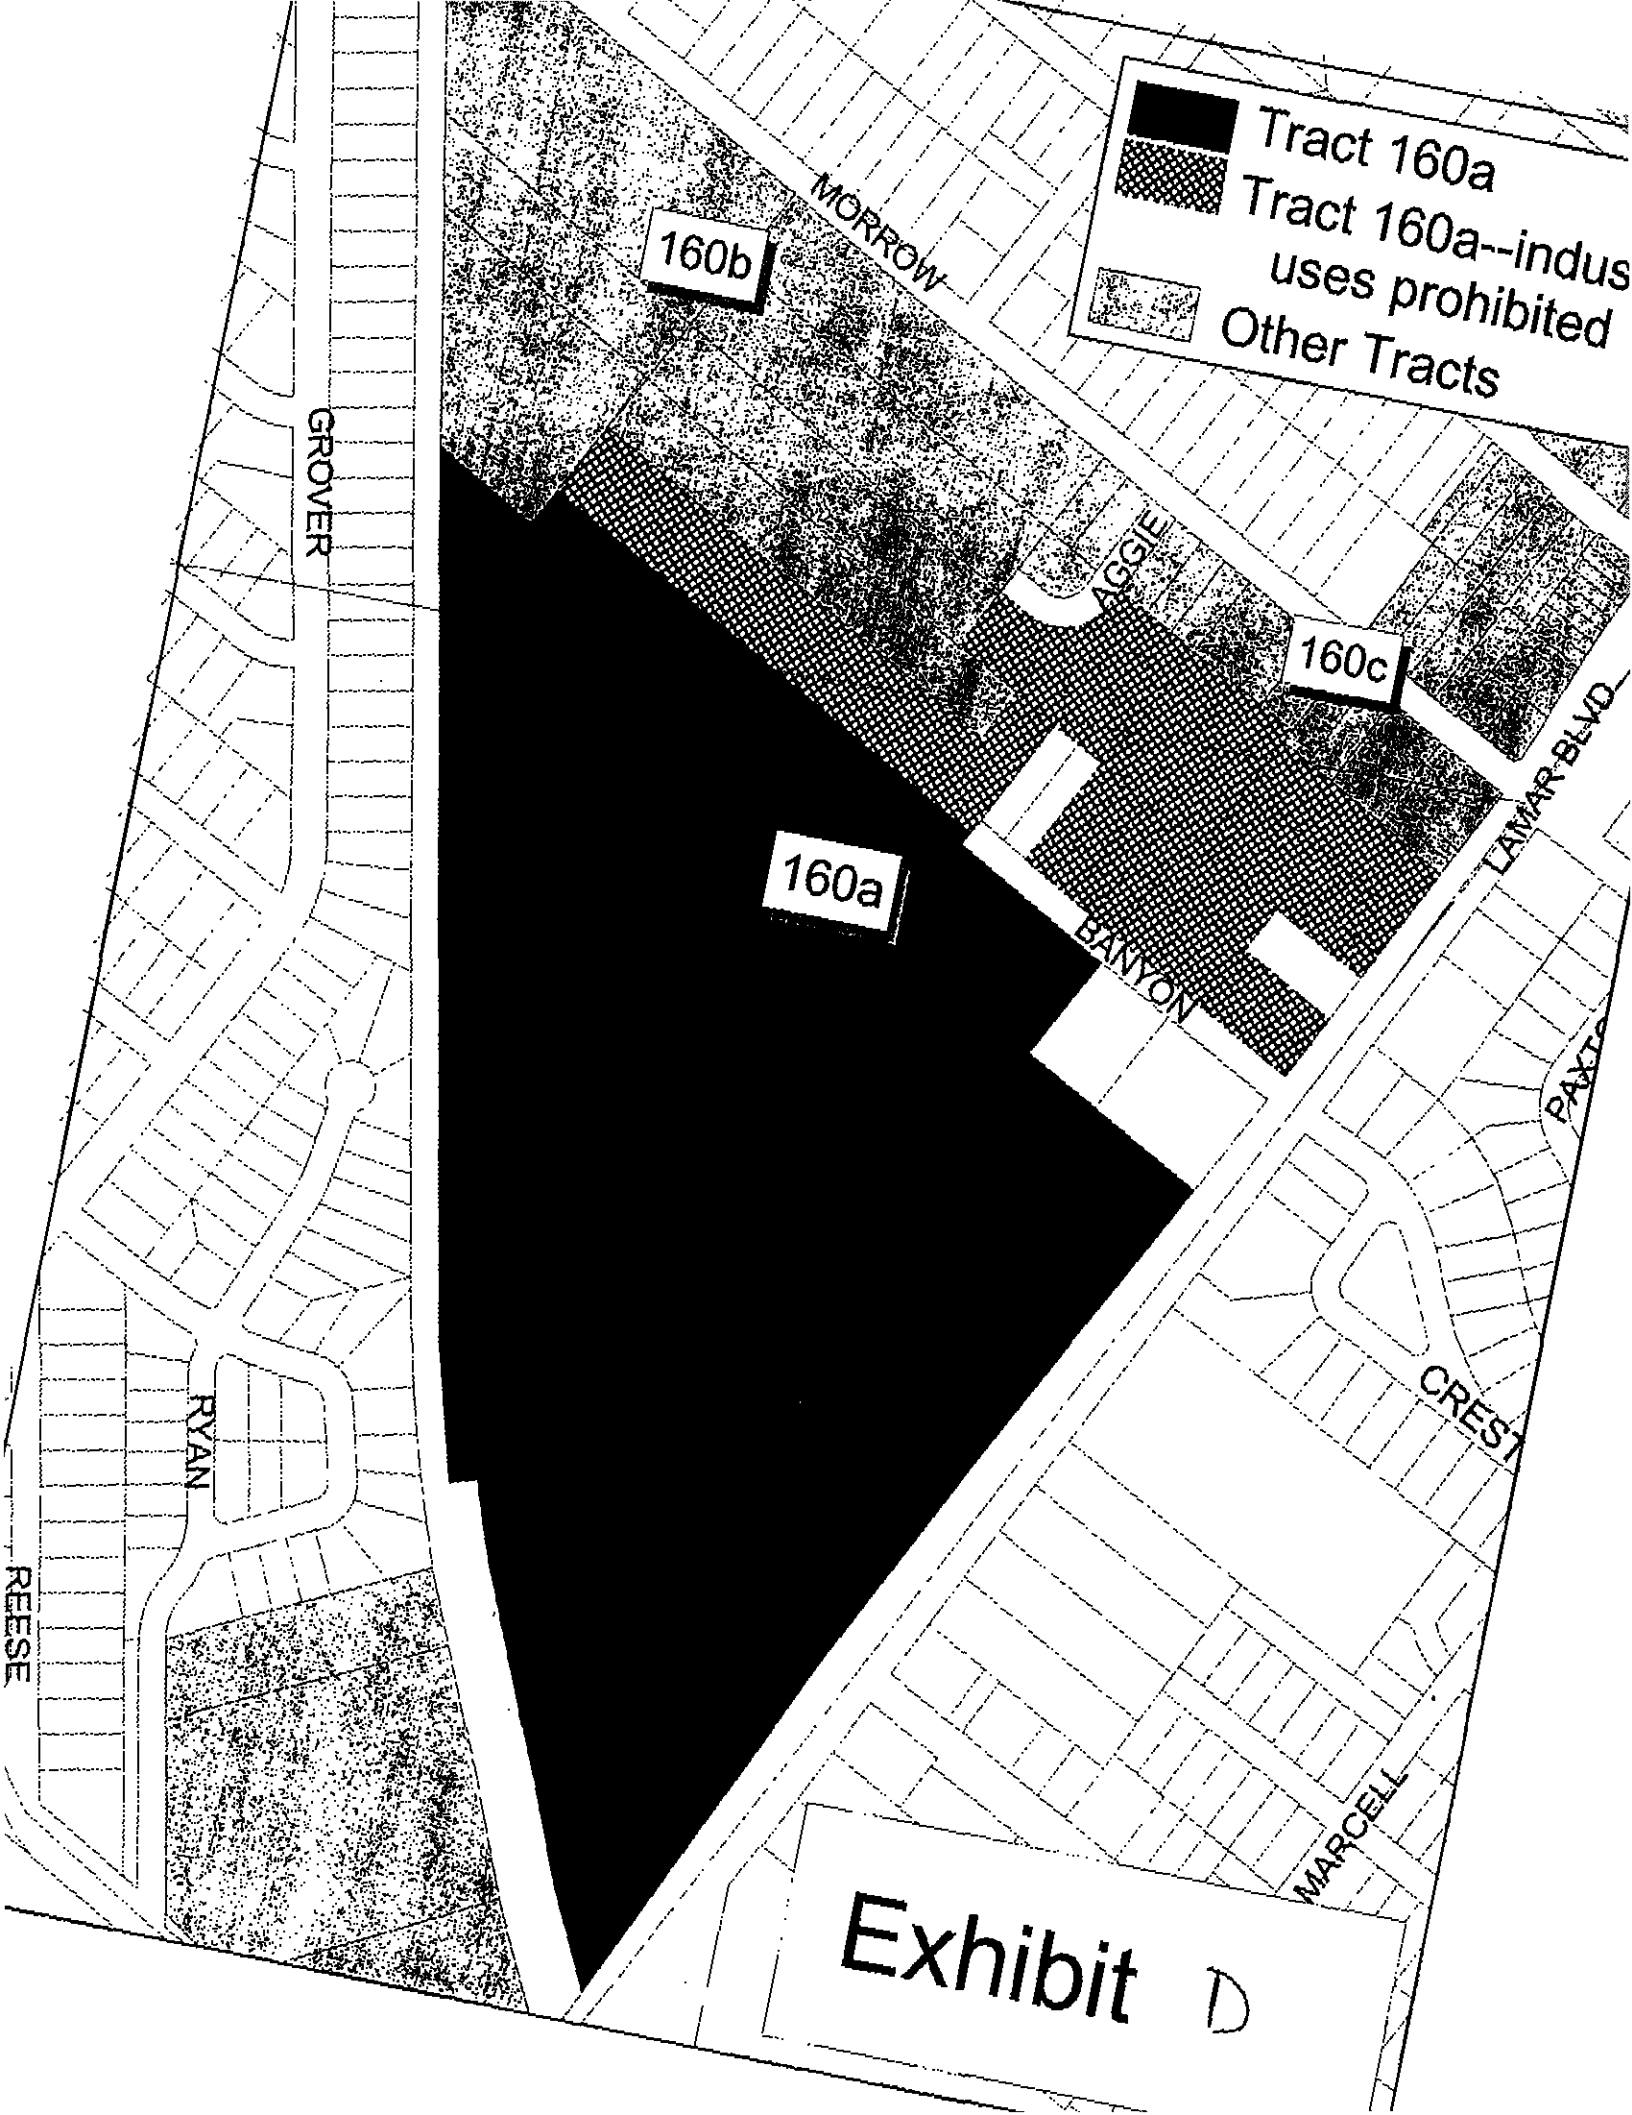 Tract 160a
Tract 160a--indus
uses prohibited
Other Tracts
MORROW
160b
GROVER
AGGIE
160c
LAMAR BLVD
160a
BANYON
PAXTO
CREST
RYAN
REESE
MARCELL
Exhibit D